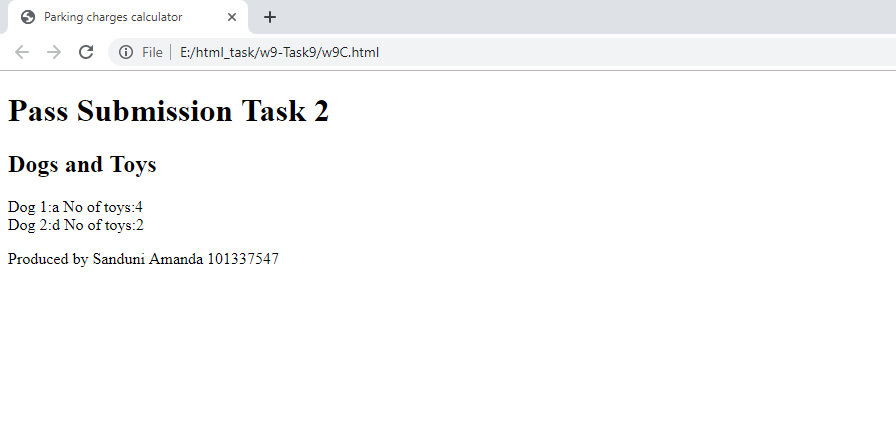 Parking charges calculator
File E:/html_task/w9-Task9/w9C.html
Pass Submission Task 2
Dogs and Toys
Dog 1:a No of toys:4
Dog 2:d No of toys:2
Produced by Sanduni Amanda 101337547